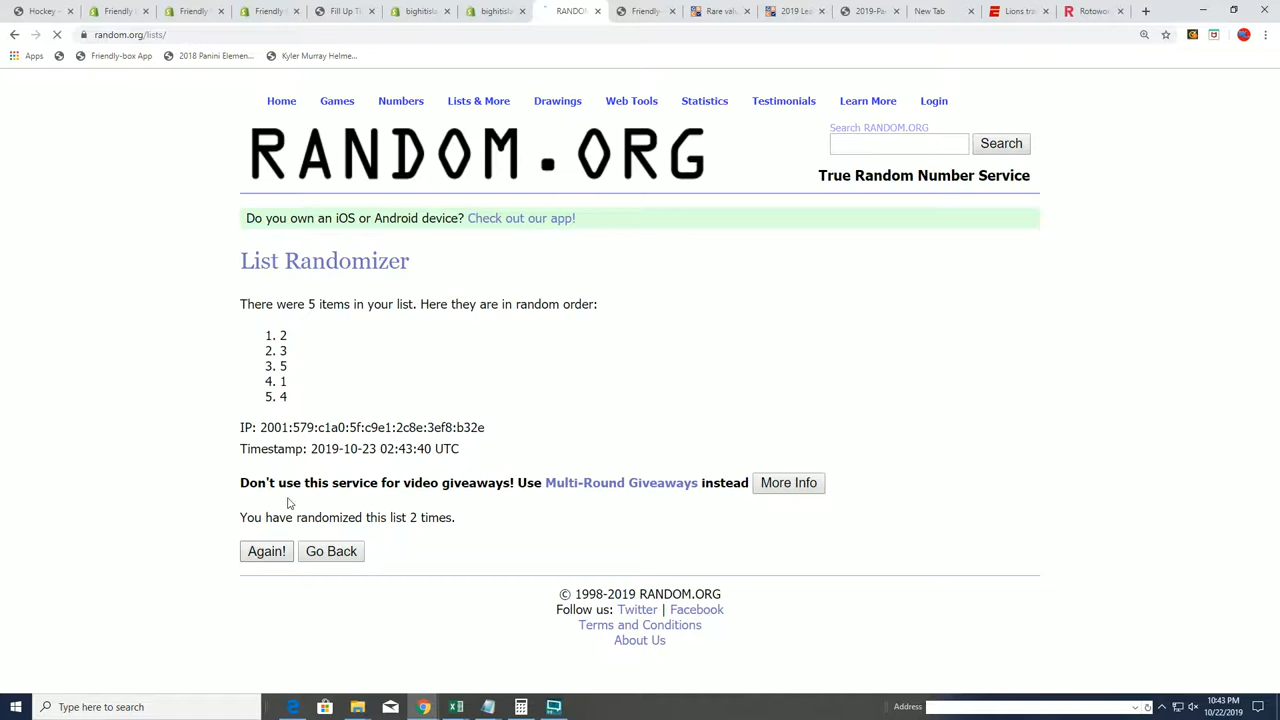 Hockey -
Friendly
Friendly
Friendly
Fill Up Ti
bightisle
bightisle
RANDO
Friendly-
Rare valu
2019 Lea
2019-Pa
New Tab
Lions tra
Rotowo
random.org/lists/
Apps
Friendly-box App
2018 Panini Elemen...
Kyler Murray Helme...
Home
Games
Numbers
Lists & More
Drawings
Web Tools
Statistics
Testimonials
Learn More
Login
RANDOM.ORG
Search RANDOM.ORG
Search
True Random Number Service
Do you own an iOS or Android device? Check out our app!
List Randomizer
There were 5 items in your list. Here they are in random order:
1. 2
2. 3
3. 5
4. 1
5. 4
IP: 2001:579:c1a0:5f:c9e1:2c8e:3ef8:b32e
Timestamp: 2019-10-23 02:43:40 UTC
Don't use this service for video giveaways! Use Multi-Round Giveaways instead More Info
You have randomized this list 2 times.
Again! Go Back
© 1998-2019 RANDOM.ORG
Follow us: Twitter | Facebook
Terms and Conditions
About Us
Type here to search
Address
10:43 PM
10/22/2019